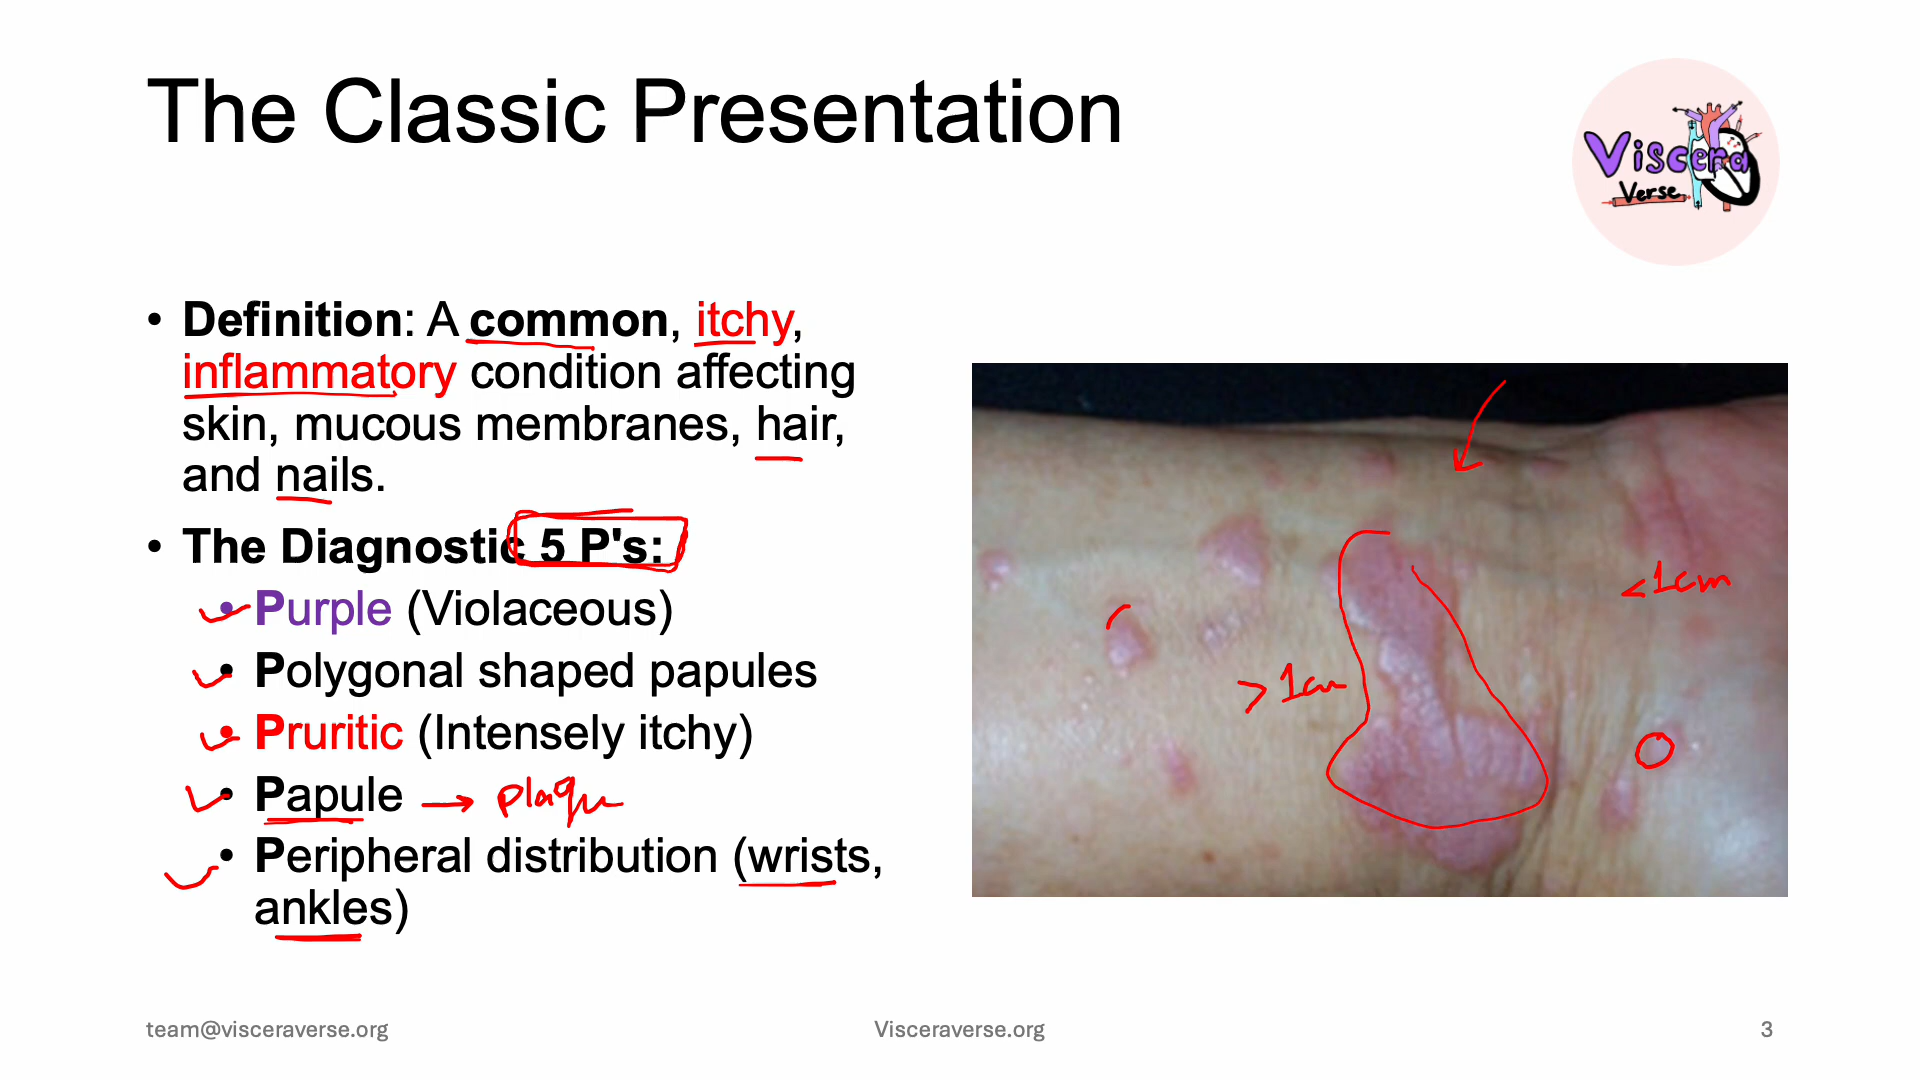 The Classic Presentation
Viscera
Verse
• Definition: A common, itchy,
inflammatory condition affecting
skin, mucous membranes, hair,
and nails.
• The Diagnostic 5 P's:
• Purple (Violaceous)
• Polygonal shaped papules
• Pruritic (Intensely itchy)
• Papule → plaque
• Peripheral distribution (wrists,
ankles)
<1cm
>1cm
team@visceraverse.org
Visceraverse.org
3